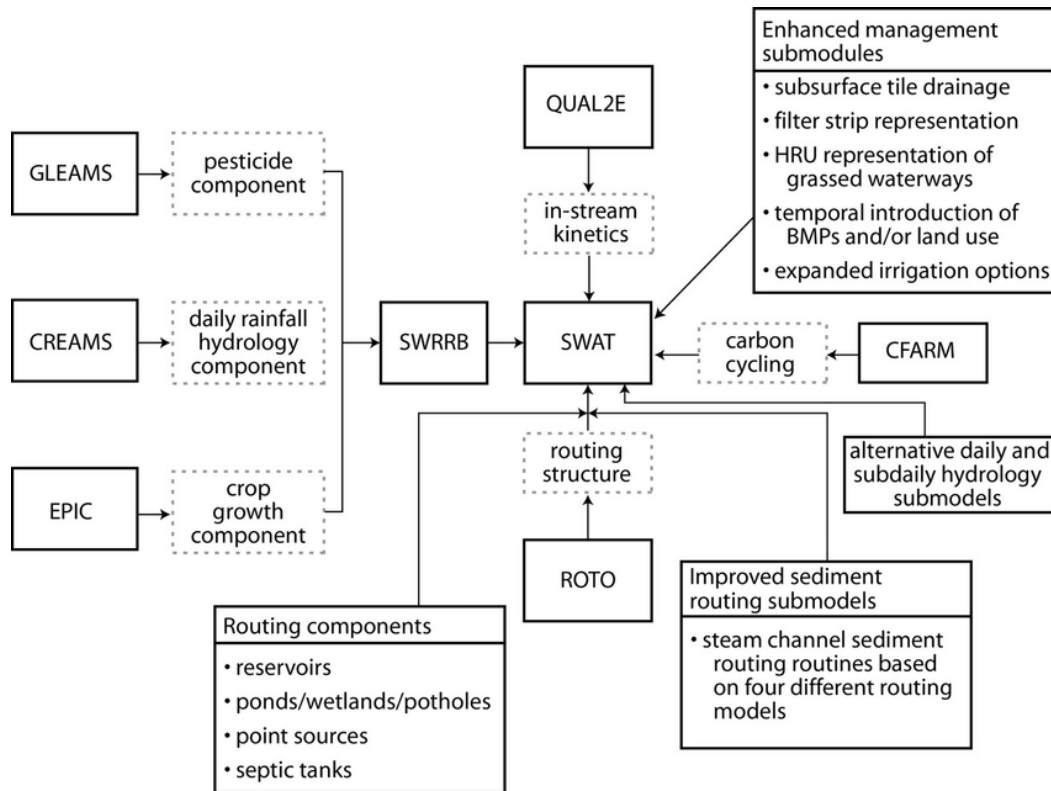 Enhanced management
submodules
• subsurface tile drainage
• filter strip representation
• HRU representation of
grassed waterways
• temporal introduction of
BMPs and/or land use
• expanded irrigation options
QUAL2E
in-stream
kinetics
GLEAMS
pesticide
component
CREAMS
daily rainfall
hydrology
component
SWRRB
SWAT
carbon
cycling
CFARM
EPIC
crop
growth
component
routing
structure
ROTO
alternative daily and
subdaily hydrology
submodels
Routing components
• reservoirs
• ponds/wetlands/potholes
• point sources
• septic tanks
Improved sediment
routing submodels
• steam channel sediment
routing routines based
on four different routing
models